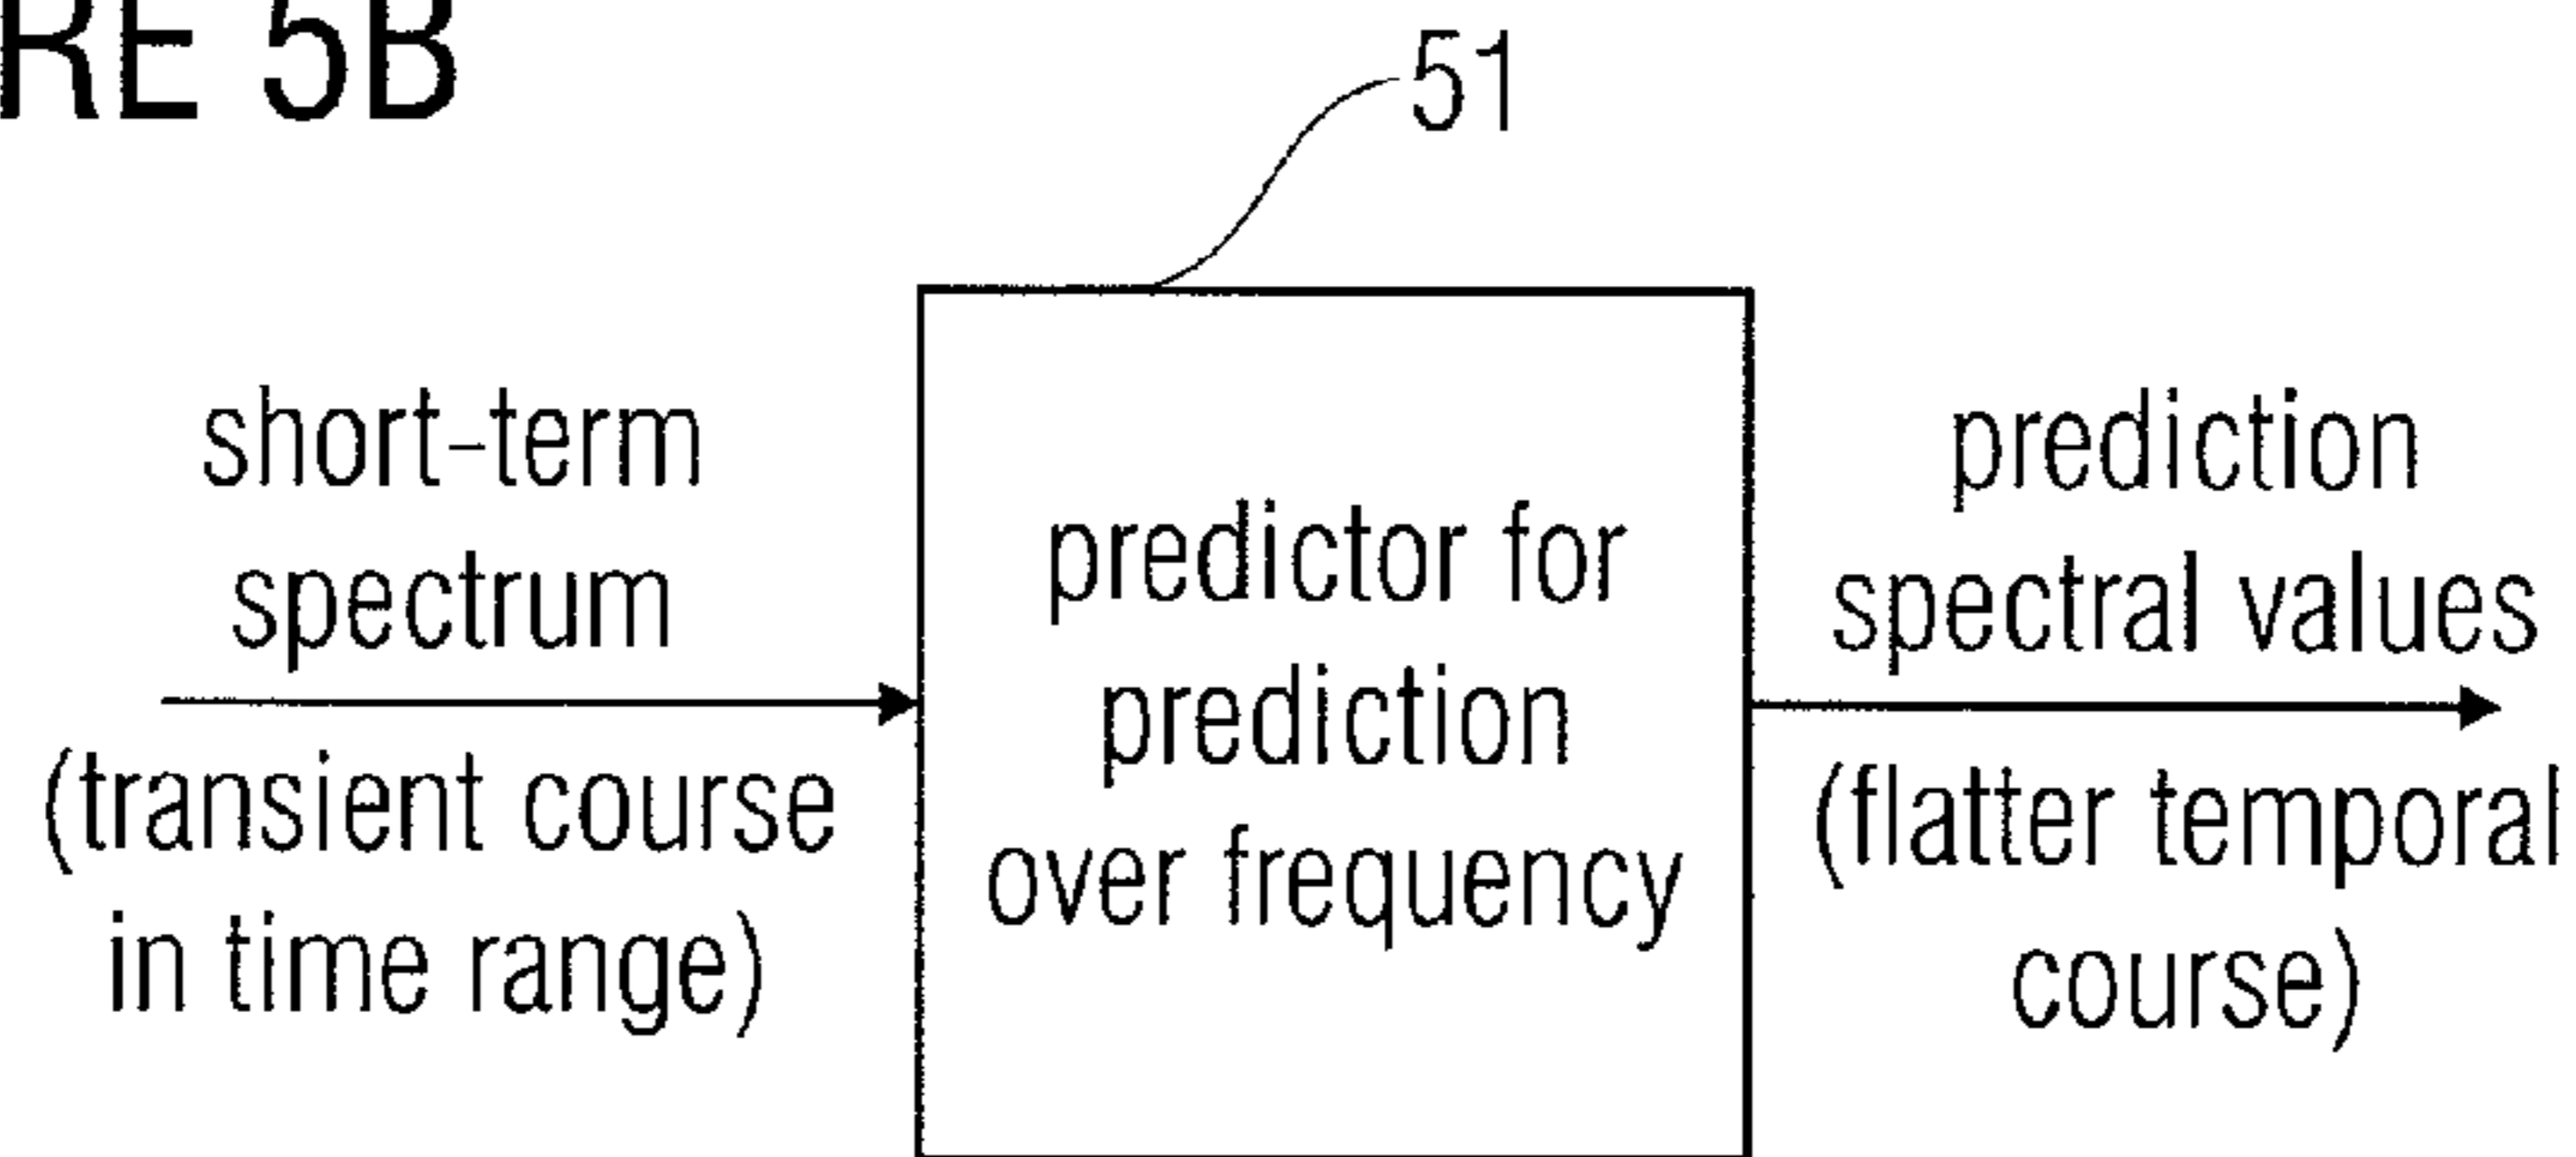 RE 5B
51
short-term
spectrum
(transient course
in time range)
predictor for
prediction
over frequency
prediction
spectral values
(flatter temporal
course)